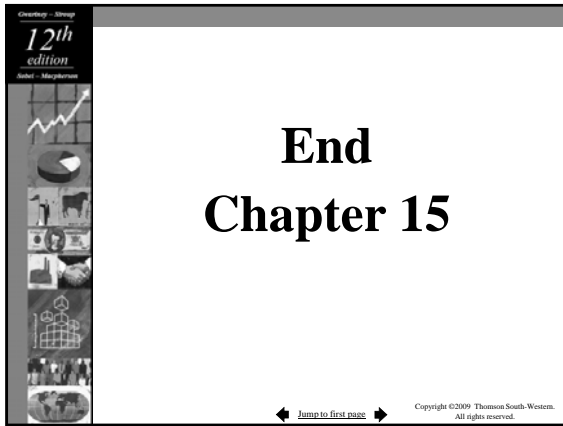 Gwartney – Stroup
12th
edition
Sobel – Macpherson
End
Chapter 15
Jump to first page
Copyright ©2009 Thomson South-Western.
All rights reserved.